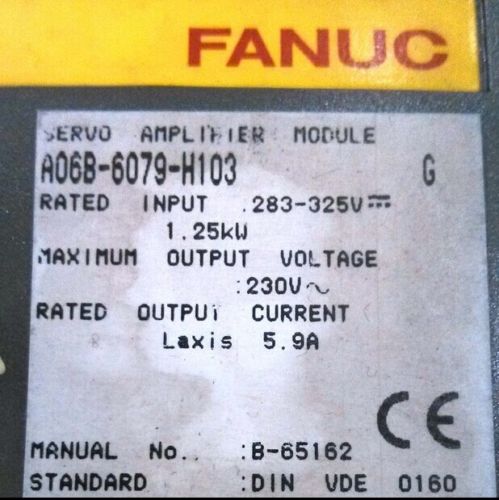 FANUC
SERVO AMPLIFIER MODULE
A06B-6079-H103 G
RATED INPUT :283-325V⎓
1.25kW
MAXIMUM OUTPUT VOLTAGE
:230V~
RATED OUTPUT CURRENT
Laxis 5.9A
CE
MANUAL No. :B-65162
STANDARD :DIN VDE 0160